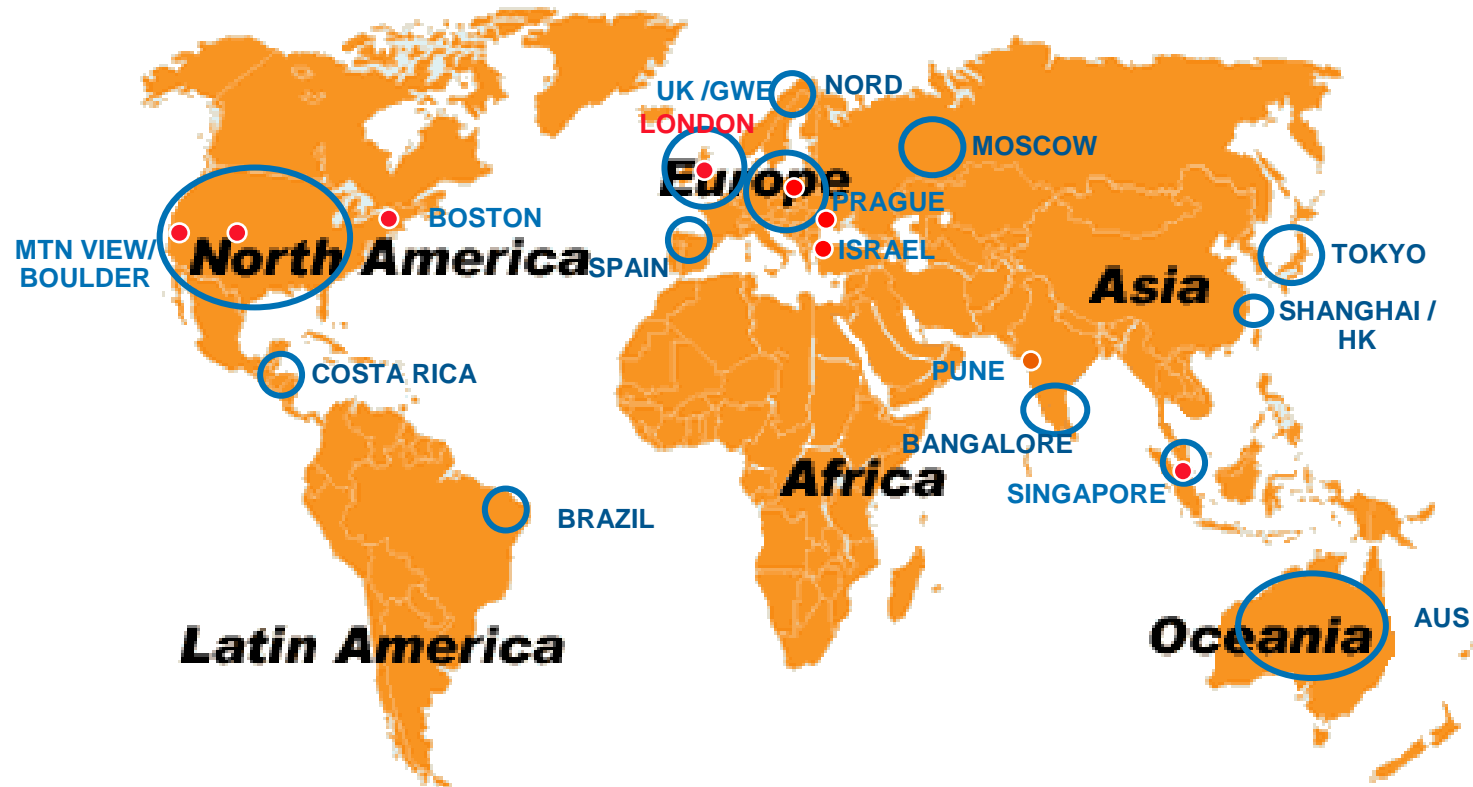 NORD
UK /GWE
LONDON
MOSCOW
Europe
PRAGUE
BOSTON
ISRAEL
MTN VIEW/
BOULDER
North America
SPAIN
TOKYO
Asia
SHANGHAI /
HK
COSTA RICA
PUNE
BANGALORE
Africa
SINGAPORE
BRAZIL
AUS
Latin America
Oceania